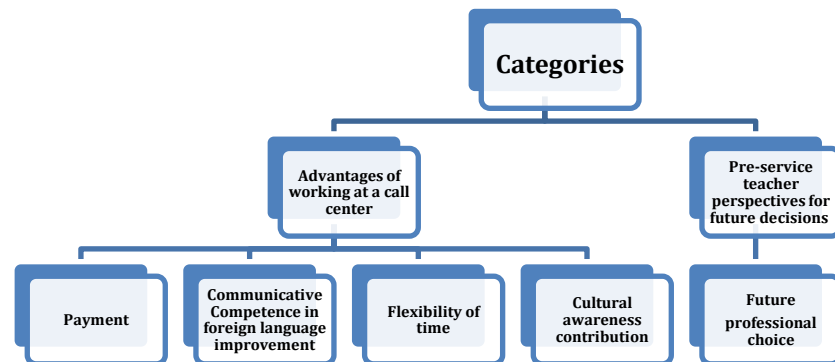 Categories
Advantages of
working at a call
center
Pre-service
teacher
perspectives for
future decisions
Payment
Communicative
Competence in
foreign language
improvement
Flexibility of
time
Cultural
awareness
contribution
Future
professional
choice